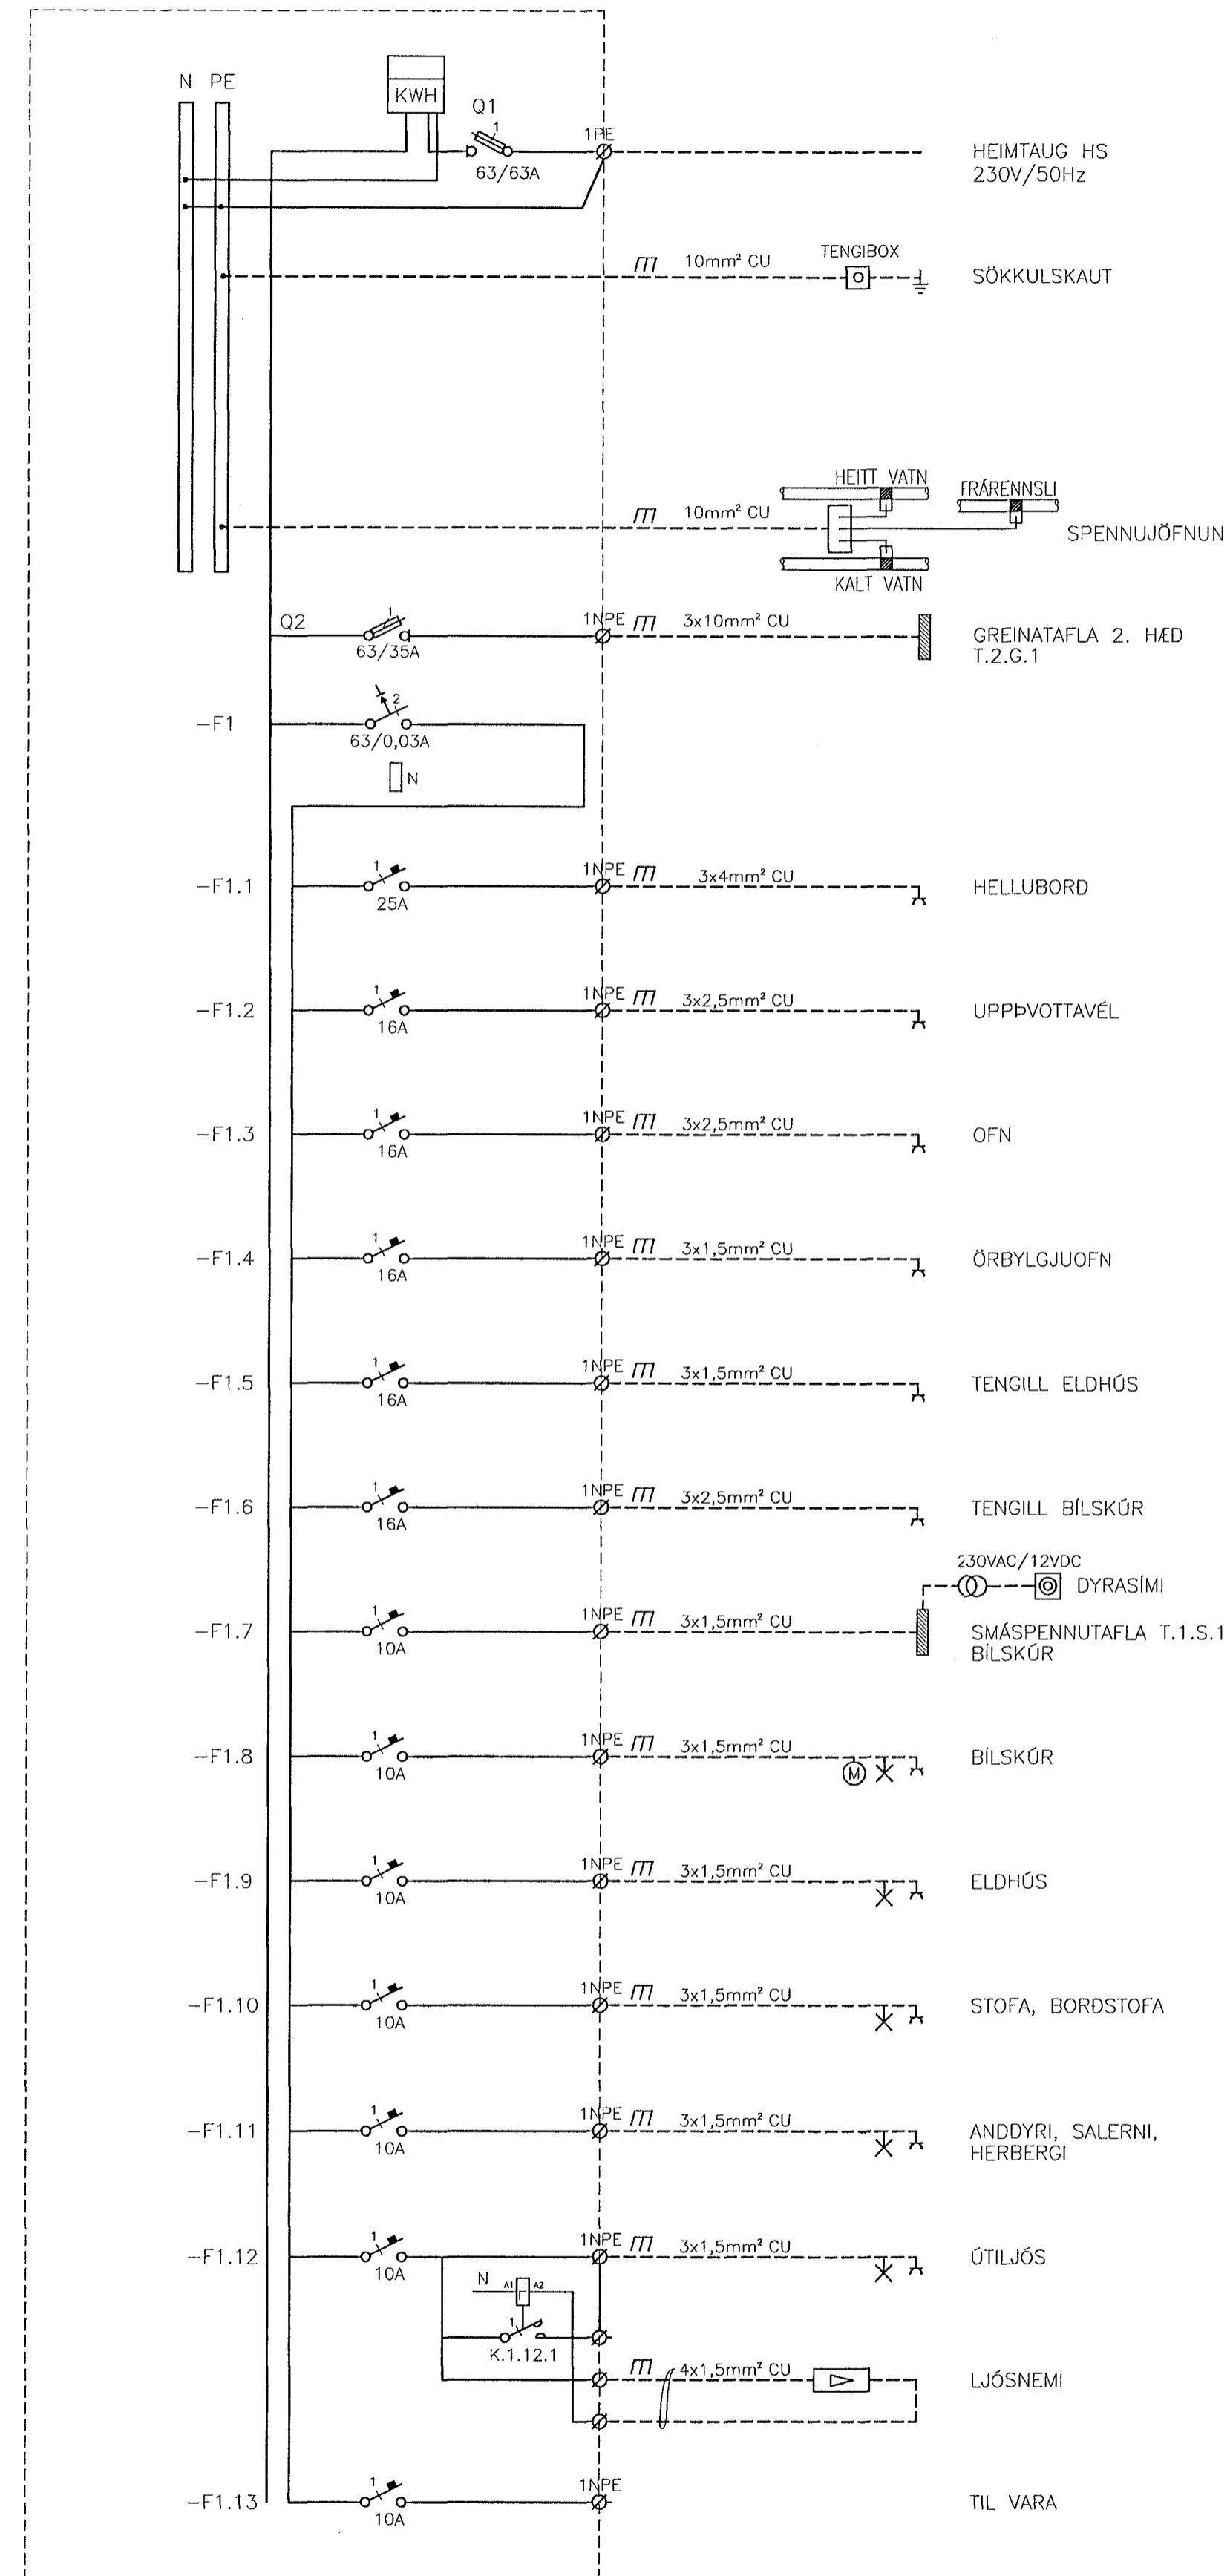 N PE
KWH
Q1
1
63/63A
1PE
HEIMTAUG HS
230V/50Hz
10mm² CU
TENGIBOX
SÖKKULSKAUT
HEITT VATN
FRÁRENNSLI
10mm² CU
SPENNUJÖFNUN
KALT VATN
Q2
1
63/35A
1NPE
3x10mm² CU
GREINATAFLA 2. HÆÐ
T.2.G.1
-F1
2
63/0,03A
N
-F1.1
1
25A
1NPE
3x4mm² CU
HELLUBORÐ
-F1.2
1
16A
1NPE
3x2,5mm² CU
UPPÞVOTTAVÉL
-F1.3
1
16A
1NPE
3x2,5mm² CU
OFN
-F1.4
1
16A
1NPE
3x1,5mm² CU
ÖRBYLGJUOFN
-F1.5
1
16A
1NPE
3x1,5mm² CU
TENGILL ELDHÚS
-F1.6
1
16A
1NPE
3x2,5mm² CU
TENGILL BÍLSKÚR
230VAC/12VDC
DYRASÍMI
-F1.7
1
10A
1NPE
3x1,5mm² CU
SMÁSPENNUTAFLA T.1.S.1
BÍLSKÚR
-F1.8
1
10A
1NPE
3x1,5mm² CU
M
BÍLSKÚR
-F1.9
1
10A
1NPE
3x1,5mm² CU
ELDHÚS
-F1.10
1
10A
1NPE
3x1,5mm² CU
STOFA, BORÐSTOFA
-F1.11
1
10A
1NPE
3x1,5mm² CU
ANDDYRI, SALERNI,
HERBERGI
-F1.12
1
10A
1NPE
3x1,5mm² CU
ÚTILJÓS
N
A1 A2
1
K.1.12.1
4x1,5mm² CU
LJÓSNEMI
-F1.13
1
10A
1NPE
TIL VARA